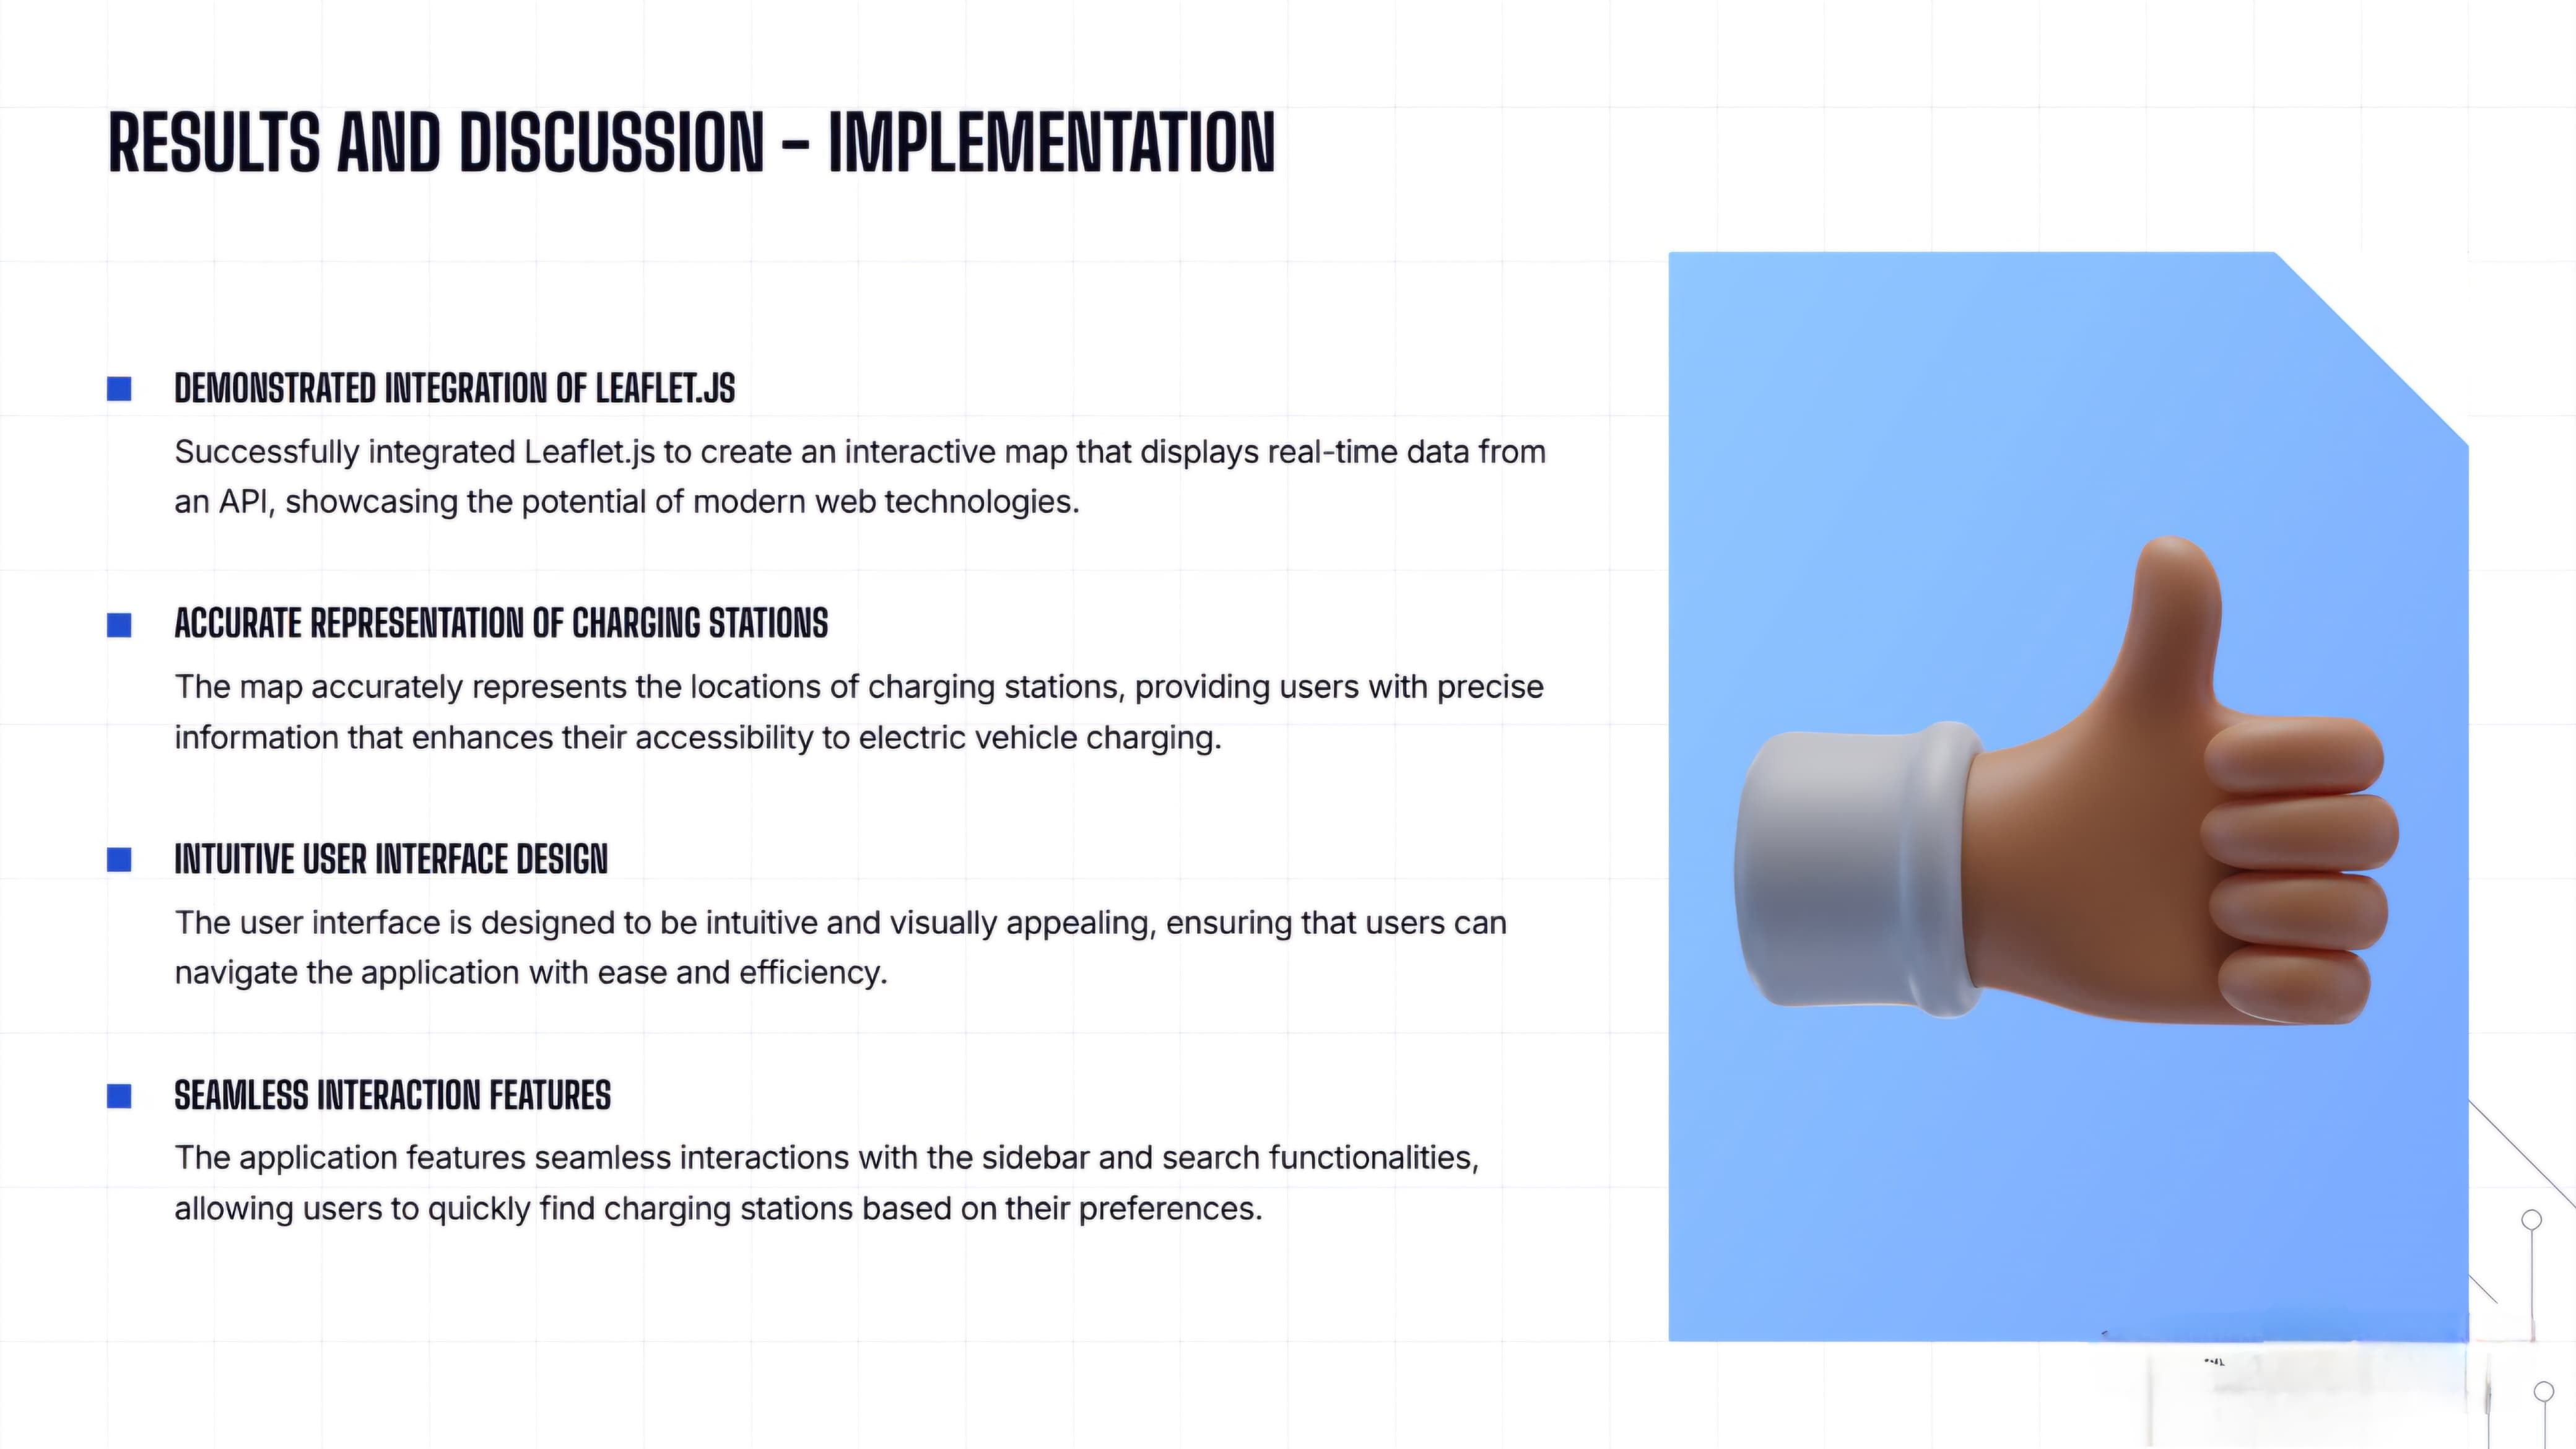 RESULTS AND DISCUSSION – IMPLEMENTATION
DEMONSTRATED INTEGRATION OF LEAFLET.JS
Successfully integrated Leaflet.js to create an interactive map that displays real-time data from
an API, showcasing the potential of modern web technologies.
ACCURATE REPRESENTATION OF CHARGING STATIONS
The map accurately represents the locations of charging stations, providing users with precise
information that enhances their accessibility to electric vehicle charging.
INTUITIVE USER INTERFACE DESIGN
The user interface is designed to be intuitive and visually appealing, ensuring that users can
navigate the application with ease and efficiency.
SEAMLESS INTERACTION FEATURES
The application features seamless interactions with the sidebar and search functionalities,
allowing users to quickly find charging stations based on their preferences.